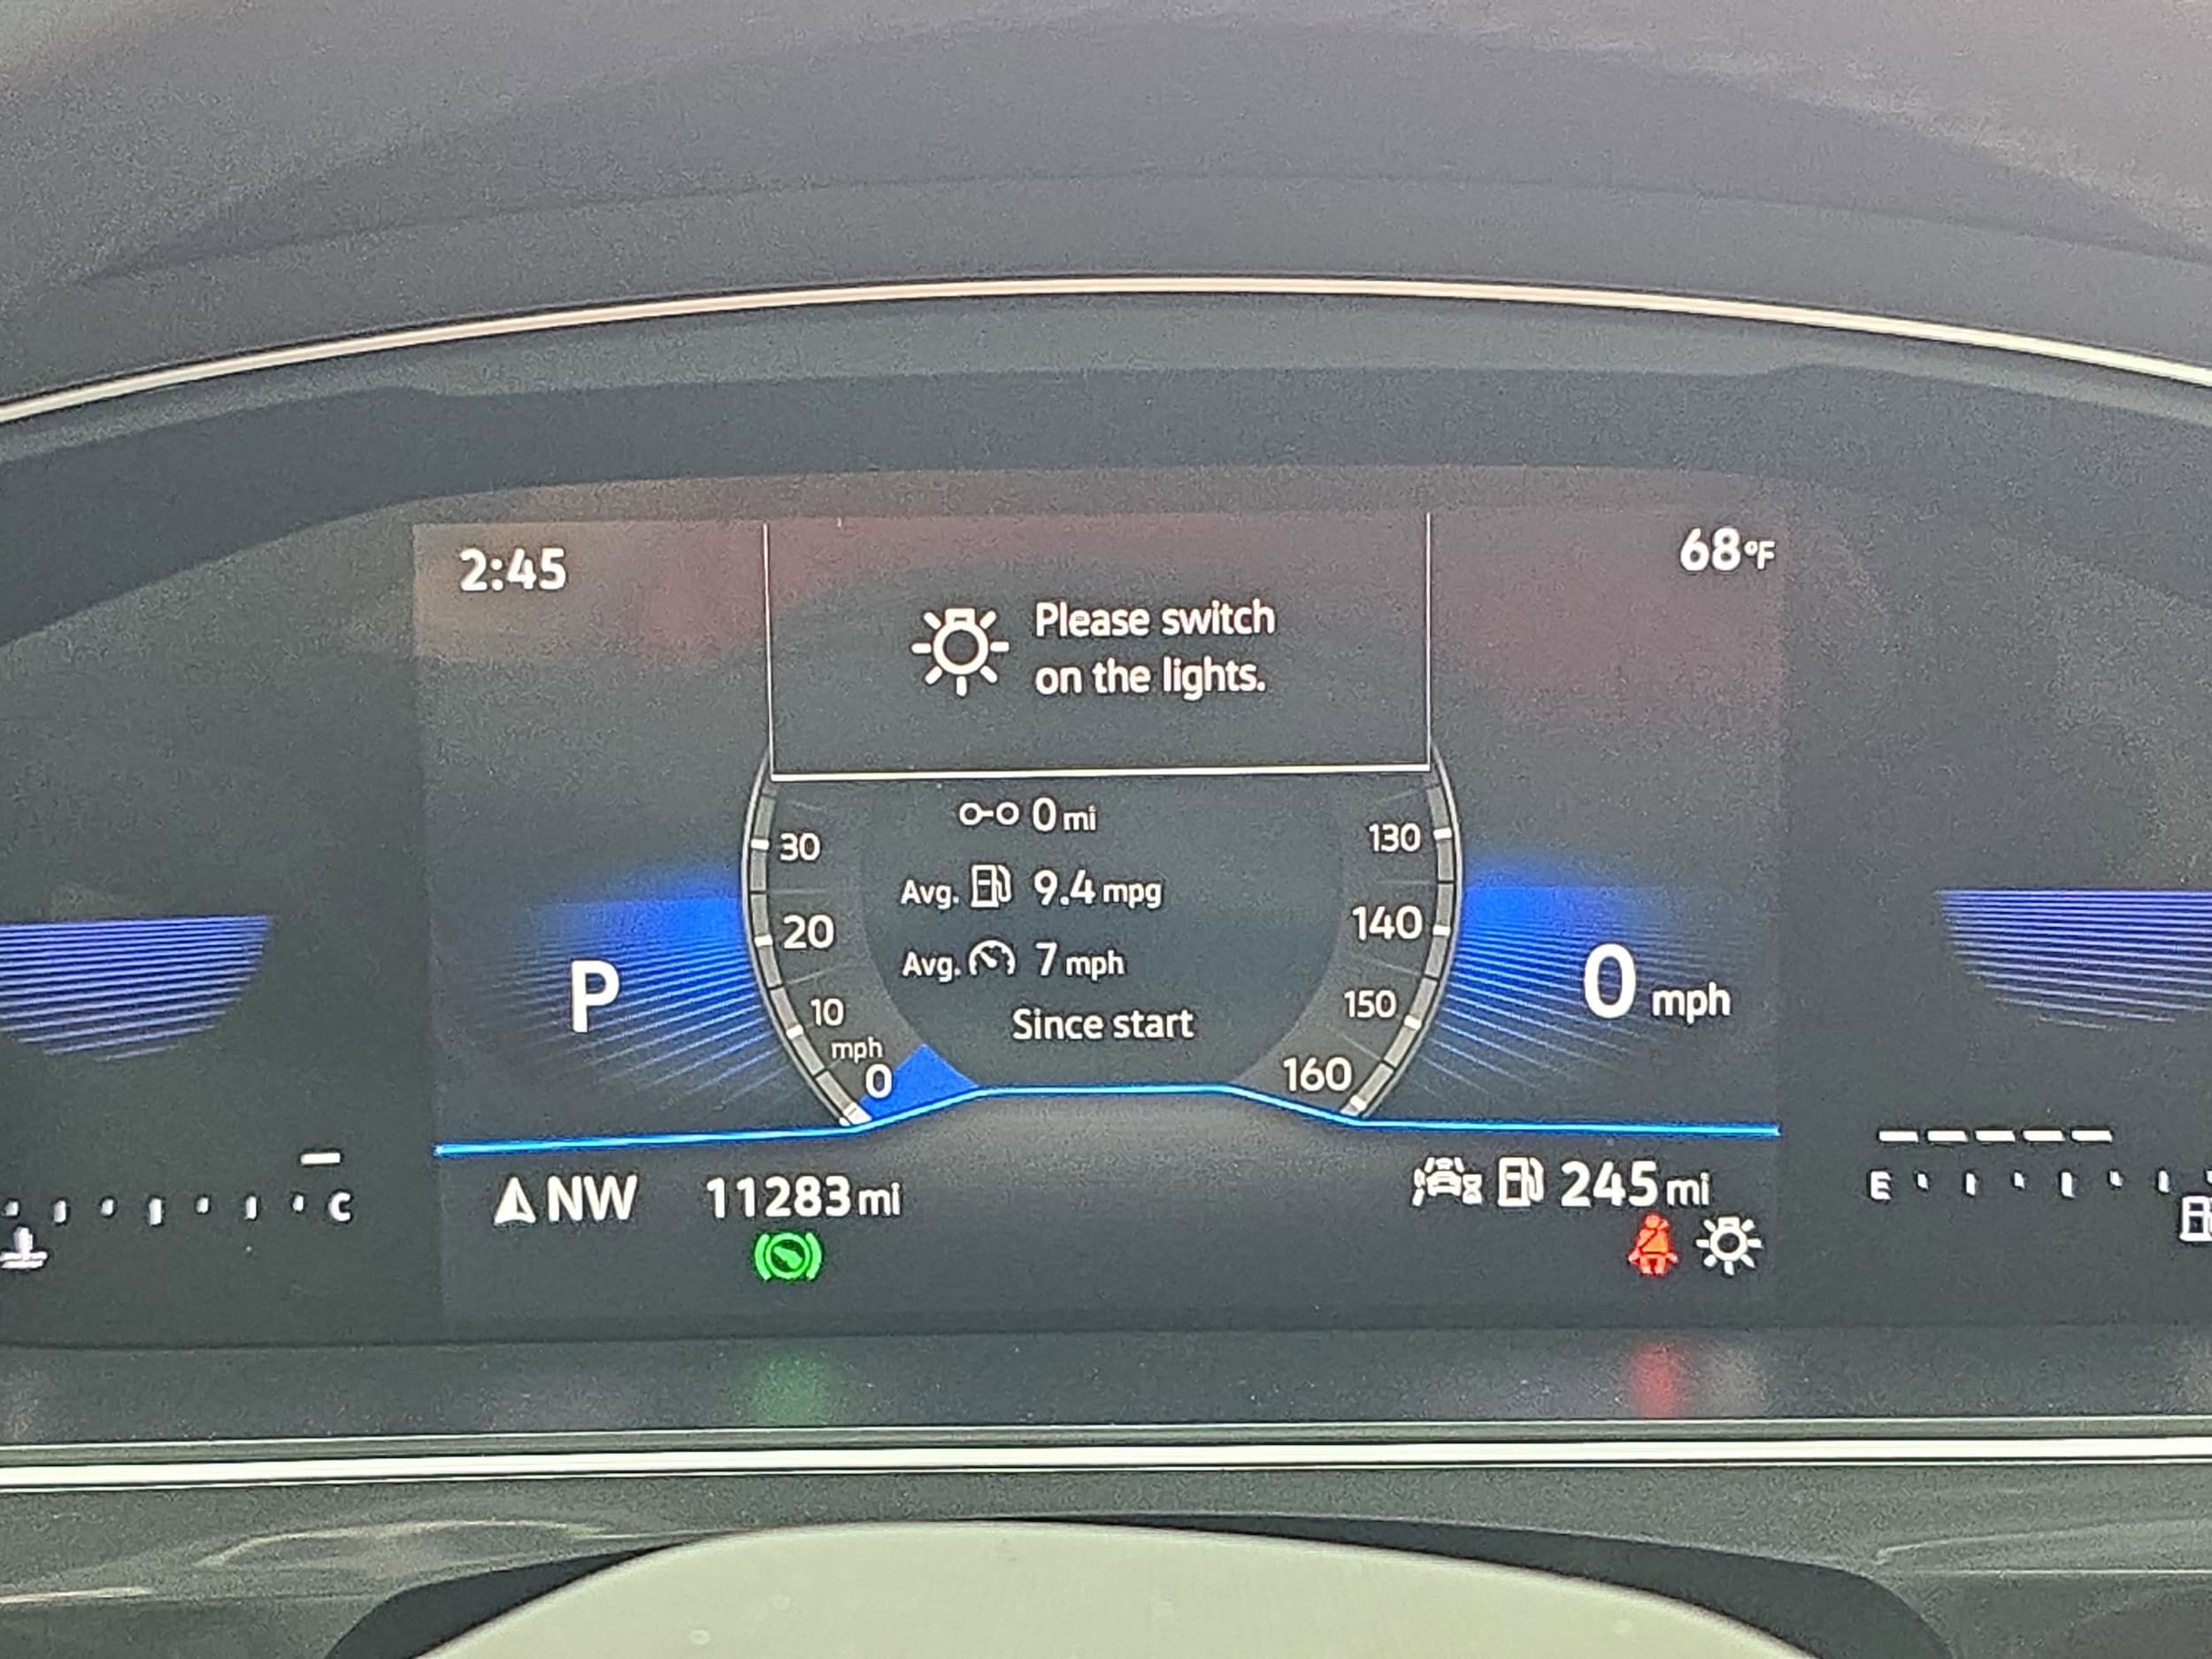 2:45
68°F
Please switch
on the lights.
0 mi
Avg. 9.4 mpg
Avg. 7 mph
Since start
30
20
10
mph
0
130
140
150
160
P
0 mph
C
NW
11283 mi
245 mi
E